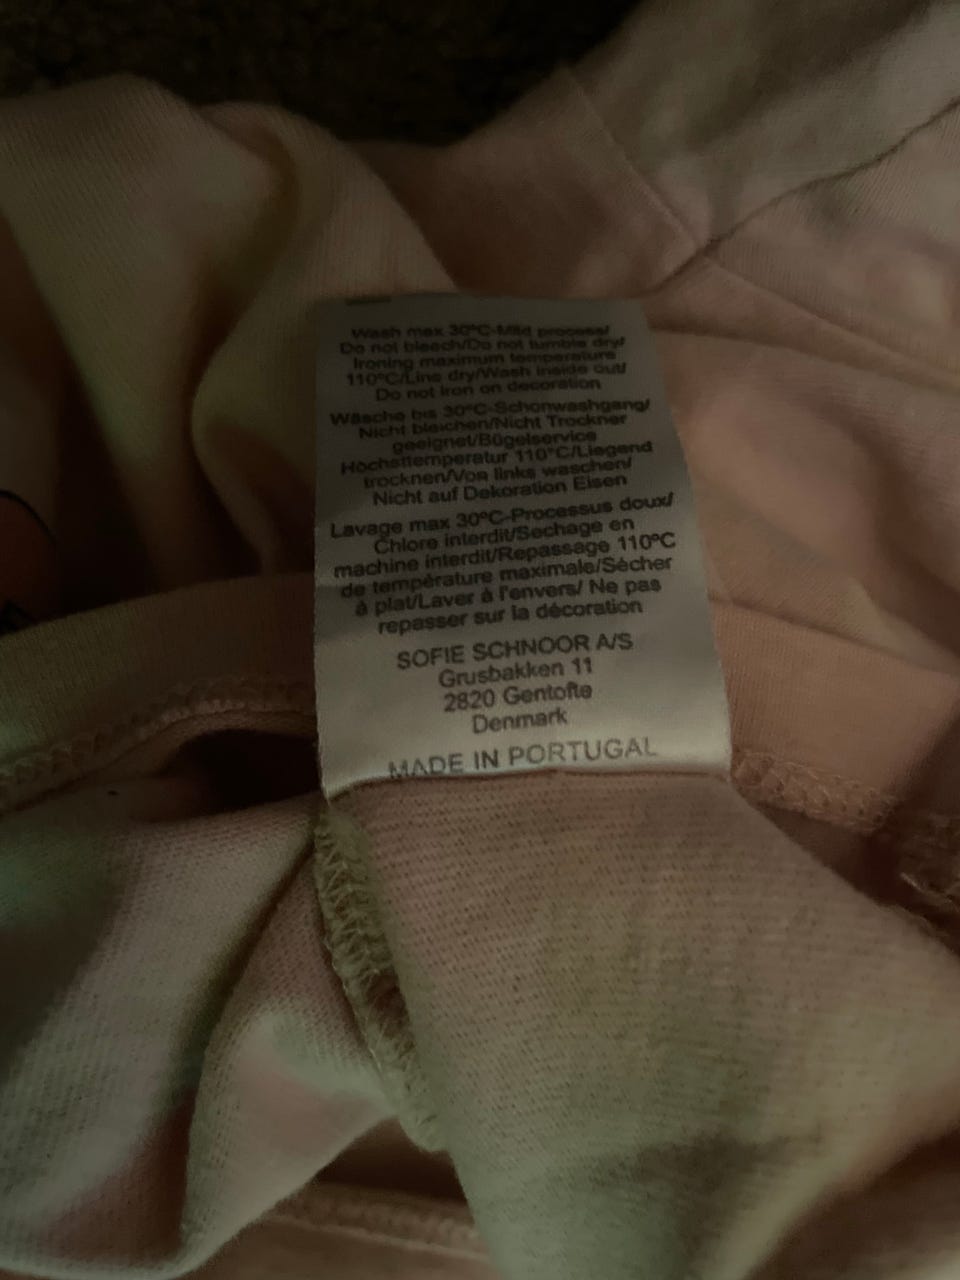 Wash max 30°C-Mild process/
Do not bleach/Do not tumble dry/
Ironing maximum temperature
110°C/Line dry/Wash inside out/
Do not iron on decoration
Wäsche bis 30°C-Schonwashgang/
Nicht bleichen/Nicht Trockner
geeignet/Bügelservice
Höchsttemperatur 110°C/Liegend
trocknen/Von links waschen/
Nicht auf Dekoration Eisen
Lavage max 30°C-Processus doux/
Chlore interdit/Sechage en
machine interdit/Repassage 110°C
de température maximale/Sécher
à plat/Laver à l'envers/ Ne pas
repasser sur la décoration
SOFIE SCHNOOR A/S
Grusbakken 11
2820 Gentofte
Denmark
MADE IN PORTUGAL